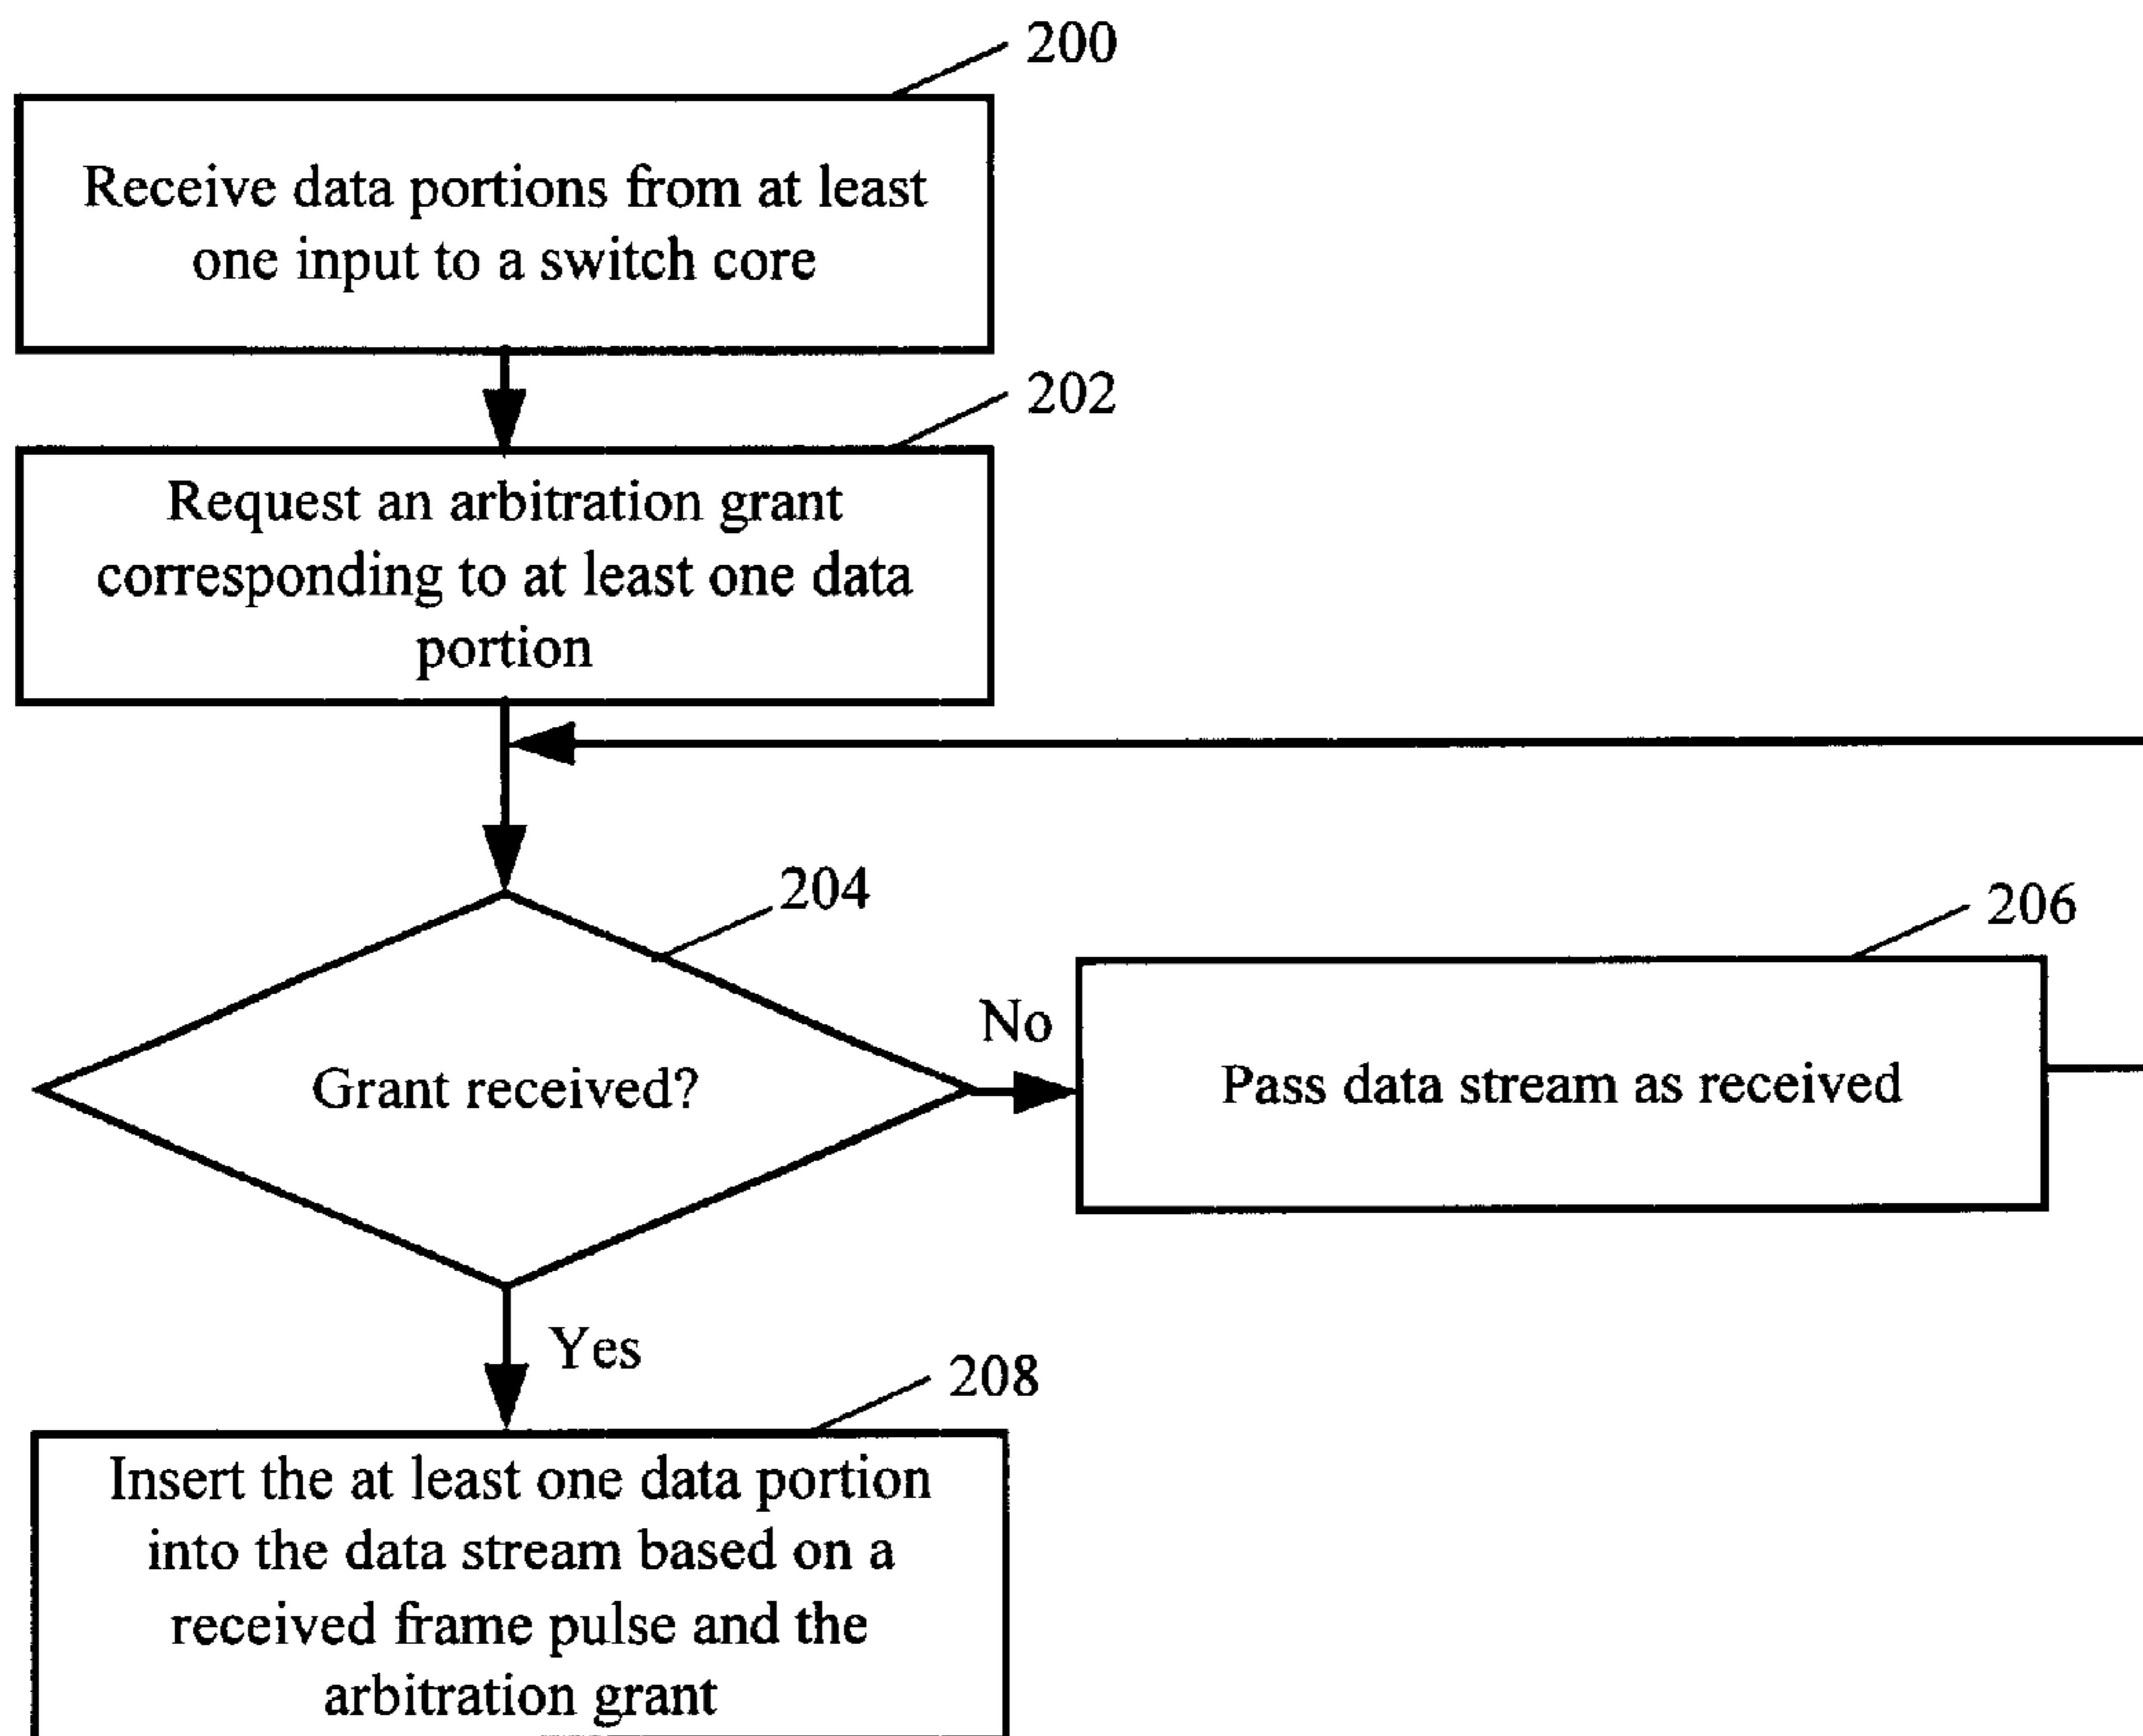 200
Receive data portions from at least
one input to a switch core
202
Request an arbitration grant
corresponding to at least one data
portion
204
Grant received?
No
206
Pass data stream as received
Yes
208
Insert the at least one data portion
into the data stream based on a
received frame pulse and the
arbitration grant